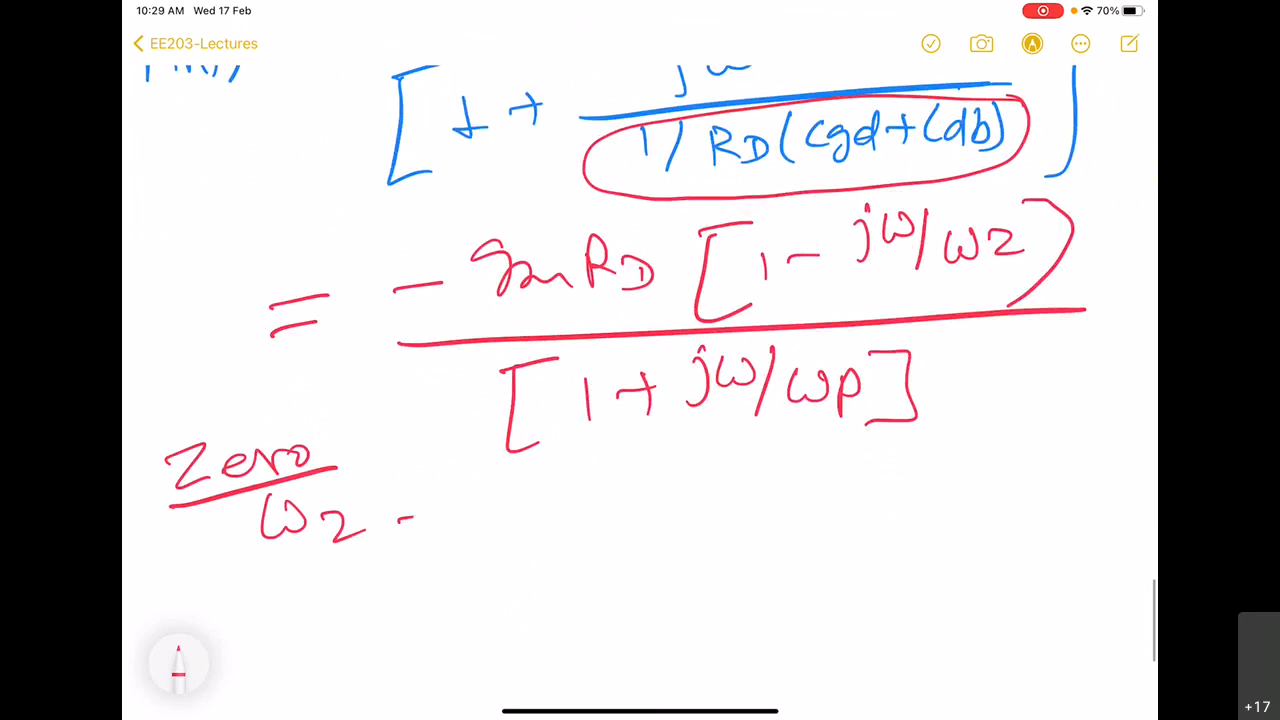 10:29 AM Wed 17 Feb
70%
EE203-Lectures
[ 1 + jω / 1/RD(Cgd+Cdb) ]
= - gmRD [1 - jω/ωz)
[1 + jω/ωp]
Zero
ωz -
+17